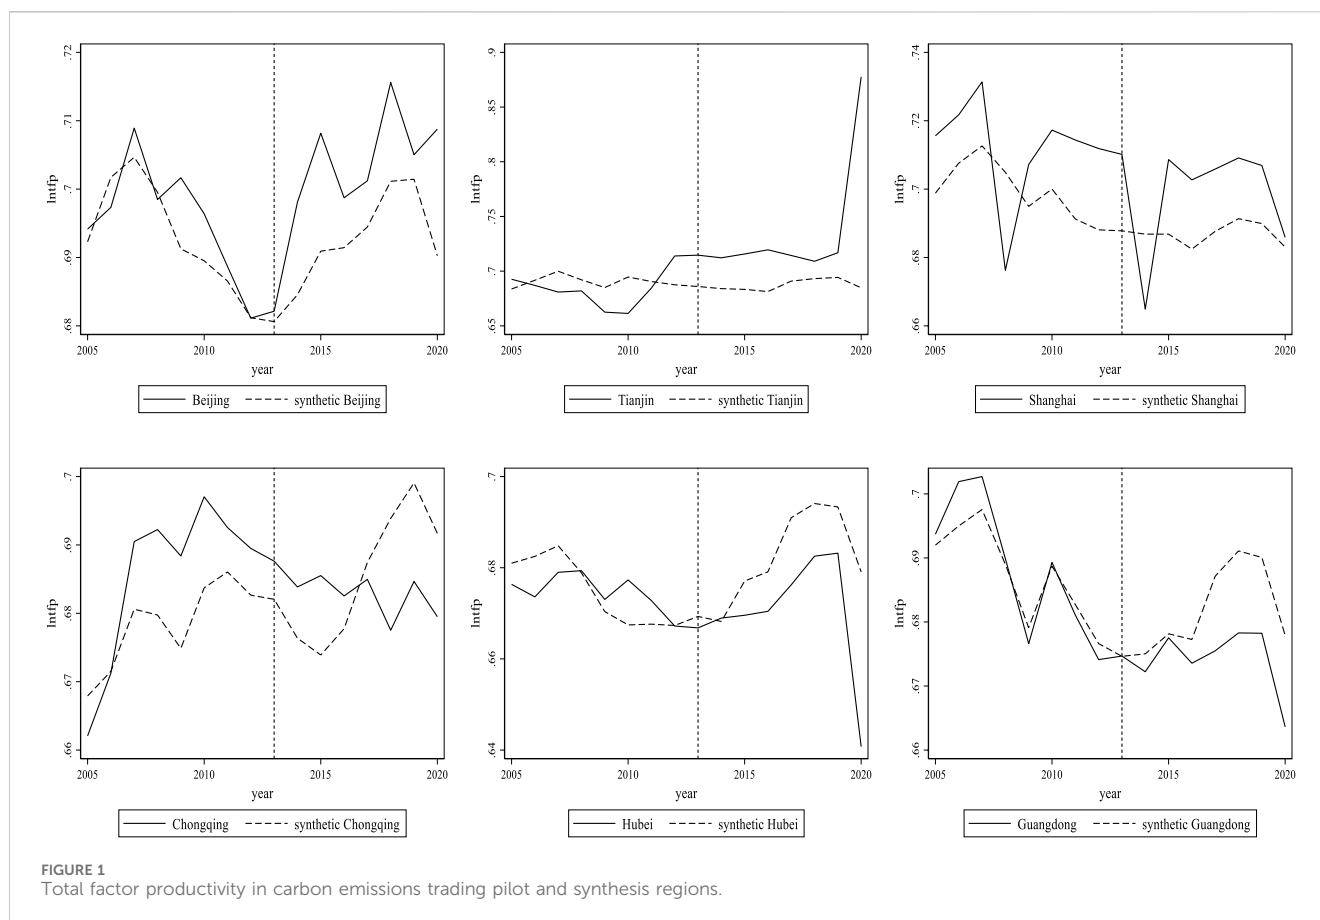 .72
.71
.7
.69
.68
lntfp
2005
2010
2015
2020
year
Beijing
synthetic Beijing
.9
.85
.8
.75
.7
.65
lntfp
2005
2010
2015
2020
year
Tianjin
synthetic Tianjin
.74
.72
.7
.68
.66
lntfp
2005
2010
2015
2020
year
Shanghai
synthetic Shanghai
.7
.69
.68
.67
.66
lntfp
2005
2010
2015
2020
year
Chongqing
synthetic Chongqing
.7
.68
.66
.64
lntfp
2005
2010
2015
2020
year
Hubei
synthetic Hubei
.7
.69
.68
.67
.66
lntfp
2005
2010
2015
2020
year
Guangdong
synthetic Guangdong
FIGURE 1
Total factor productivity in carbon emissions trading pilot and synthesis regions.